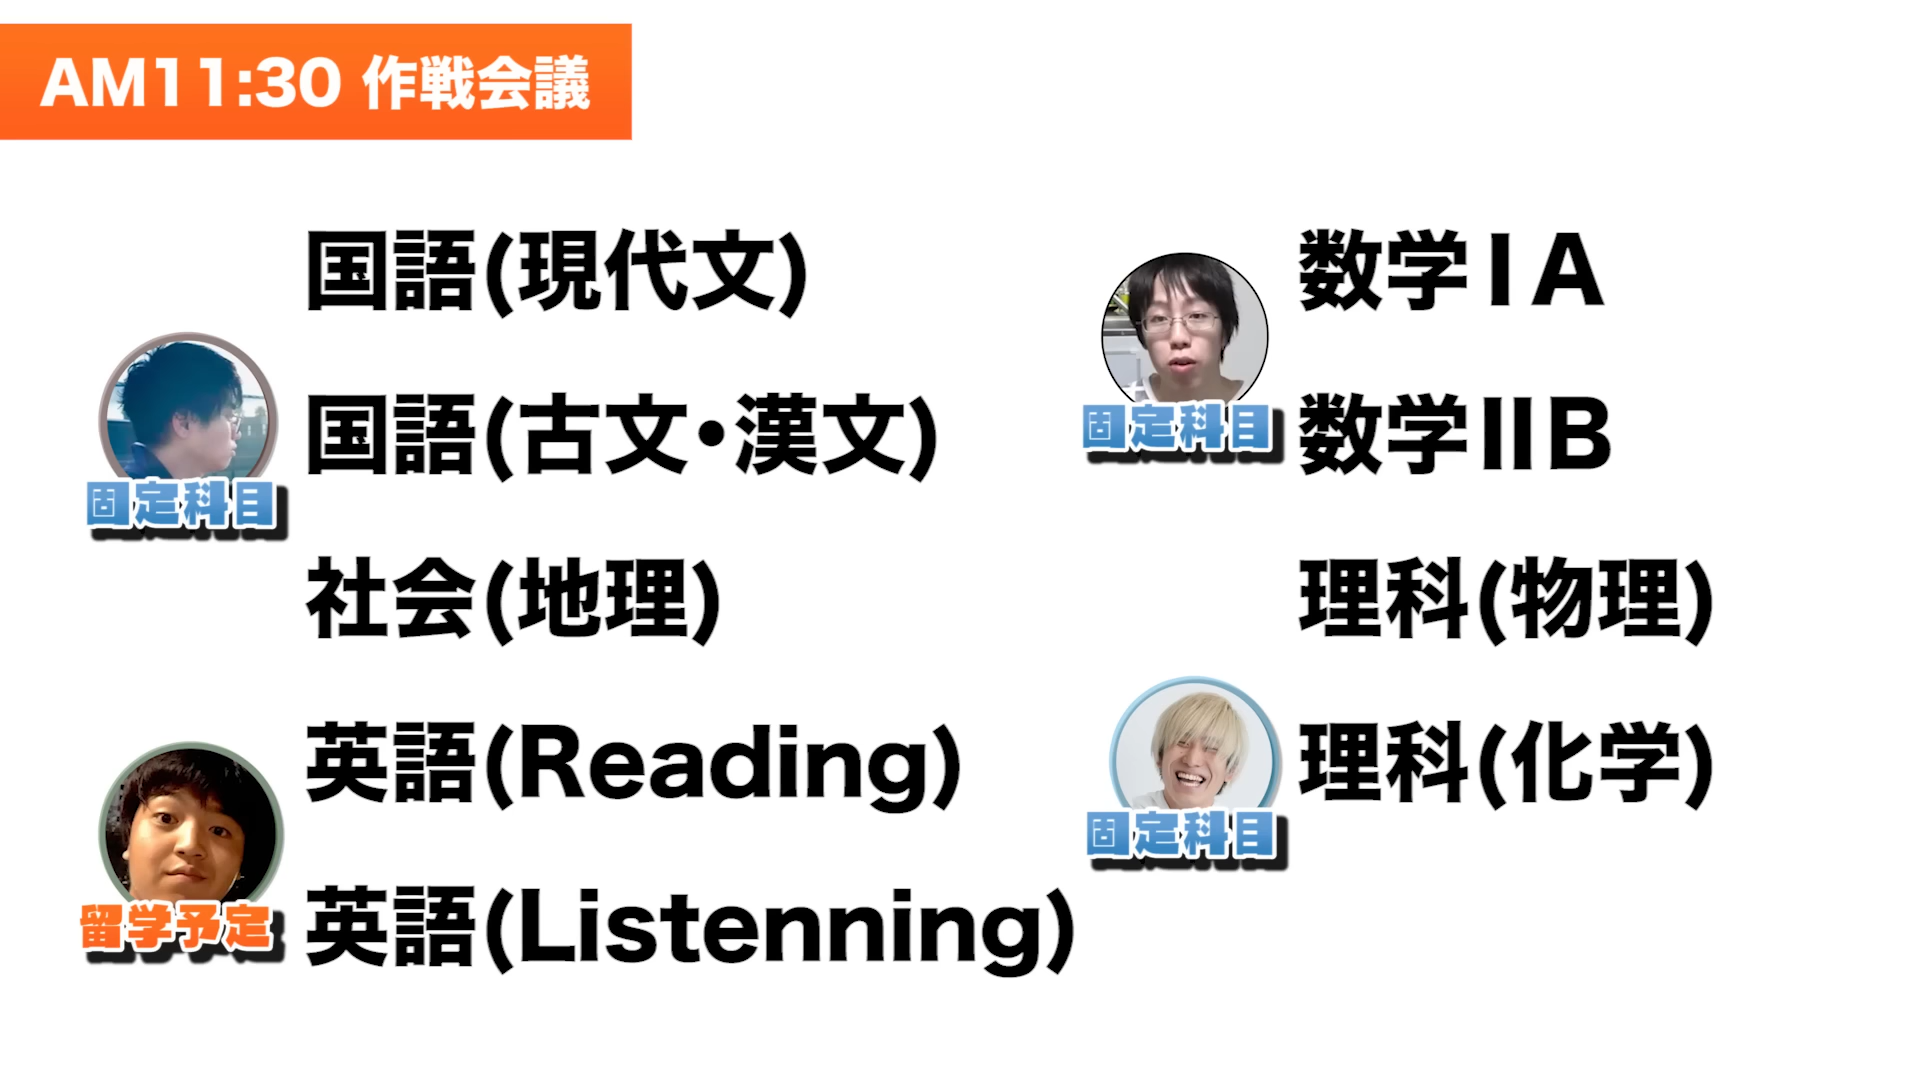 AM11:30 作戦会議
国語(現代文)
国語(古文・漢文)
固定科目
社会(地理)
英語(Reading)
留学予定
英語(Listenning)
数学ⅠA
固定科目
数学ⅡB
理科(物理)
理科(化学)
固定科目